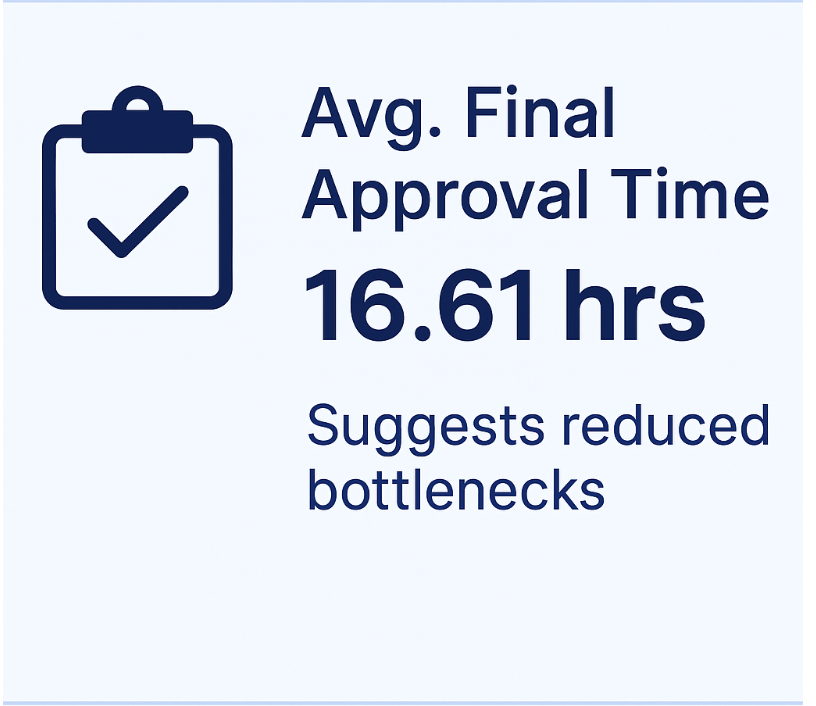 Avg. Final
Approval Time
16.61 hrs
Suggests reduced
bottlenecks